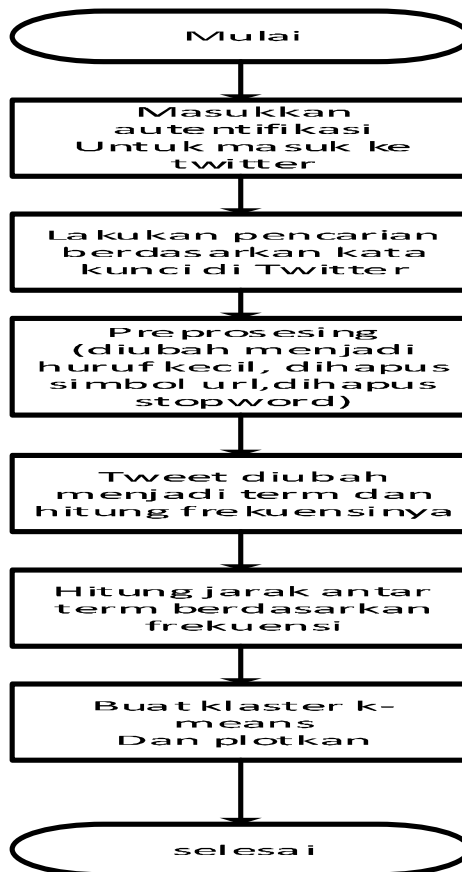 Mulai
Masukkan
autentifikasi
Untuk masuk ke
twitter
Lakukan pencarian
berdasarkan kata
kunci di Twitter
Preprosesing
(diubah menjadi
huruf kecil, dihapus
simbol url,dihapus
stopword)
Tweet diubah
menjadi term dan
hitung frekuensinya
Hitung jarak antar
term berdasarkan
frekuensi
Buat klaster k-
means
Dan plotkan
selesai